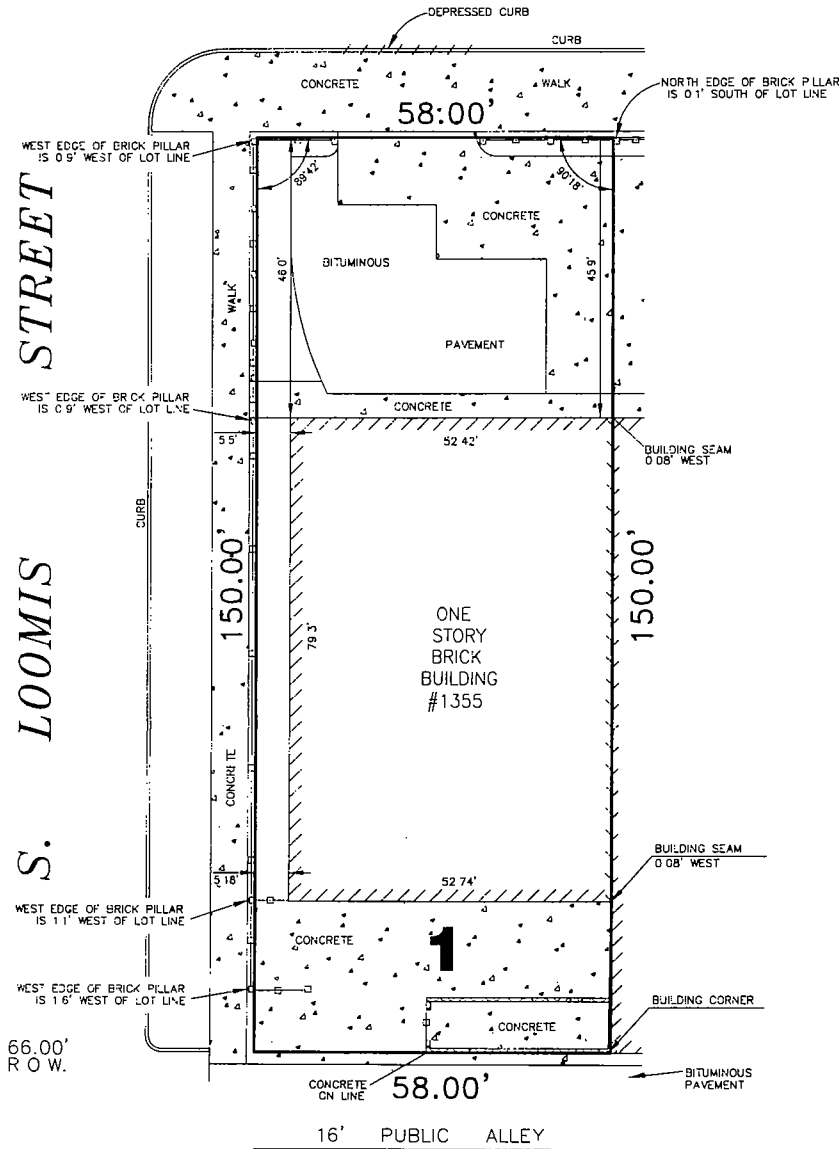 DEPRESSED CURB
CURB
CONCRETE
WALK
NORTH EDGE OF BRICK PILLAR
IS 0 1' SOUTH OF LOT LINE
58.00'
WEST EDGE OF BRICK PILLAR
IS 0 9' WEST OF LOT LINE
89°42'
90°18'
CONCRETE
STREET
46 0'
BITUMINOUS
45 9'
WALK
PAVEMENT
WEST EDGE OF BRICK PILLAR
IS 0 9' WEST OF LOT LINE
CONCRETE
5 5'
52 42'
BUILDING SEAM
0 08' WEST
CURB
150.00'
150.00'
LOOMIS
79 3'
ONE
STORY
BRICK
BUILDING
#1355
CONCRETE
S.
BUILDING SEAM
0 08' WEST
5 18'
52 74'
WEST EDGE OF BRICK PILLAR
IS 1 1' WEST OF LOT LINE
CONCRETE
1
WEST EDGE OF BRICK PILLAR
IS 1 6' WEST OF LOT LINE
BUILDING CORNER
CONCRETE
66.00'
R O W.
CONCRETE
ON LINE
58.00'
BITUMINOUS
PAVEMENT
16' PUBLIC ALLEY